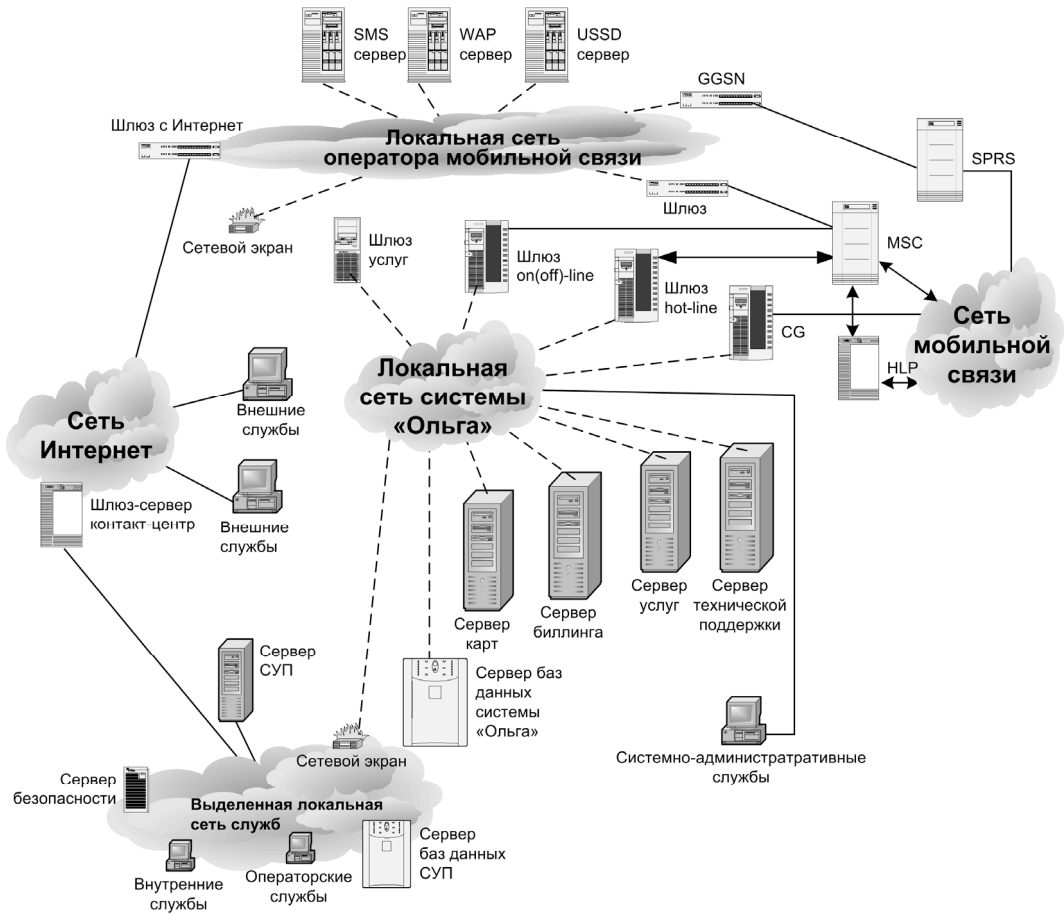 SMS
сервер
WAP
сервер
USSD
сервер
GGSN
Шлюз с Интернет
Локальная сеть
оператора мобильной связи
SPRS
Шлюз
Сетевой экран
Шлюз
услуг
Шлюз
on(off)-line
Шлюз
hot-line
MSC
CG
HLP
Сеть
мобильной
связи
Локальная
сеть системы
«Ольга»
Сеть
Интернет
Внешние
службы
Внешние
службы
Шлюз-сервер
контакт-центр
Сервер
карт
Сервер
биллинга
Сервер
услуг
Сервер
технической
поддержки
Сервер
СУП
Сервер баз
данных
системы
«Ольга»
Сетевой экран
Системно-администратративные
службы
Сервер
безопасности
Выделенная локальная
сеть служб
Внутренние
службы
Операторские
службы
Сервер
баз данных
СУП